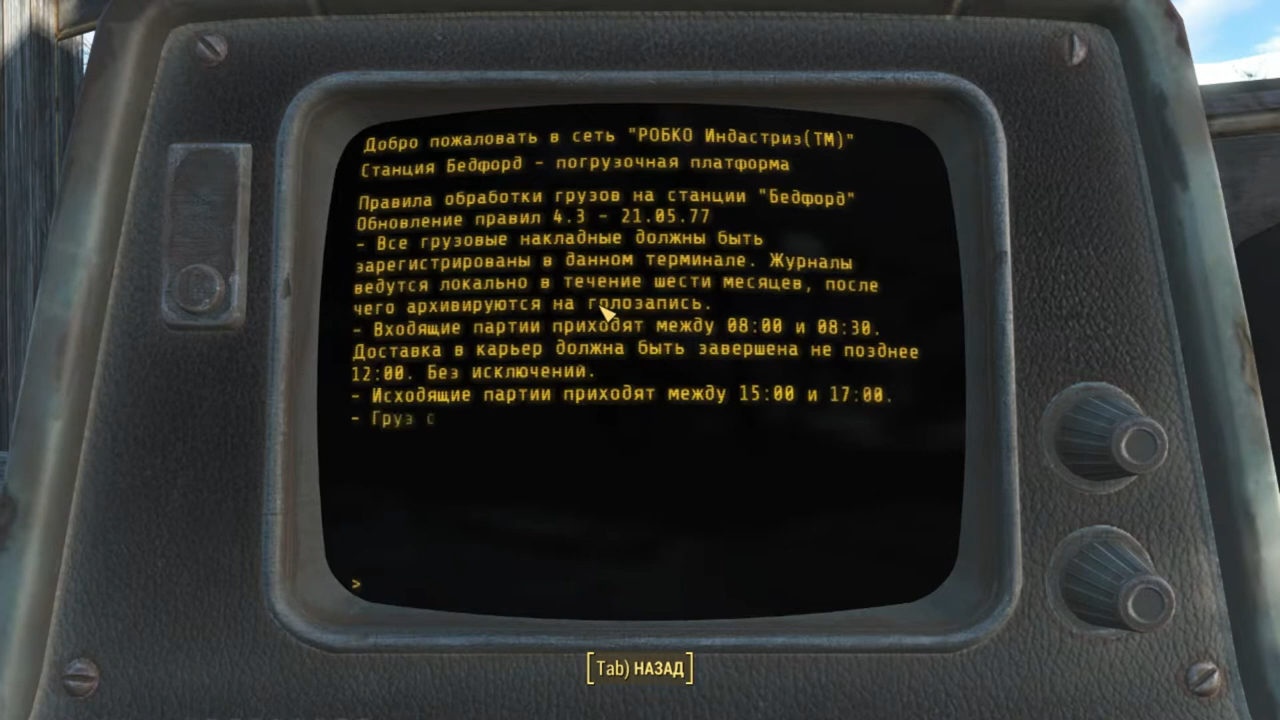 Добро пожаловать в сеть "РОБКО Индастриз(ТМ)"
Станция Бедфорд - погрузочная платформа
Правила обработки грузов на станции "Бедфорд"
Обновление правил 4.3 - 21.05.77
- Все грузовые накладные должны быть
зарегистрированы в данном терминале. Журналы
ведутся локально в течение шести месяцев, после
чего архивируются на голозапись.
- Входящие партии приходят между 08:00 и 08:30.
Доставка в карьер должна быть завершена не позднее
12:00. Без исключений.
- Исходящие партии приходят между 15:00 и 17:00.
- Груз с
>
[Tab) НАЗАД]